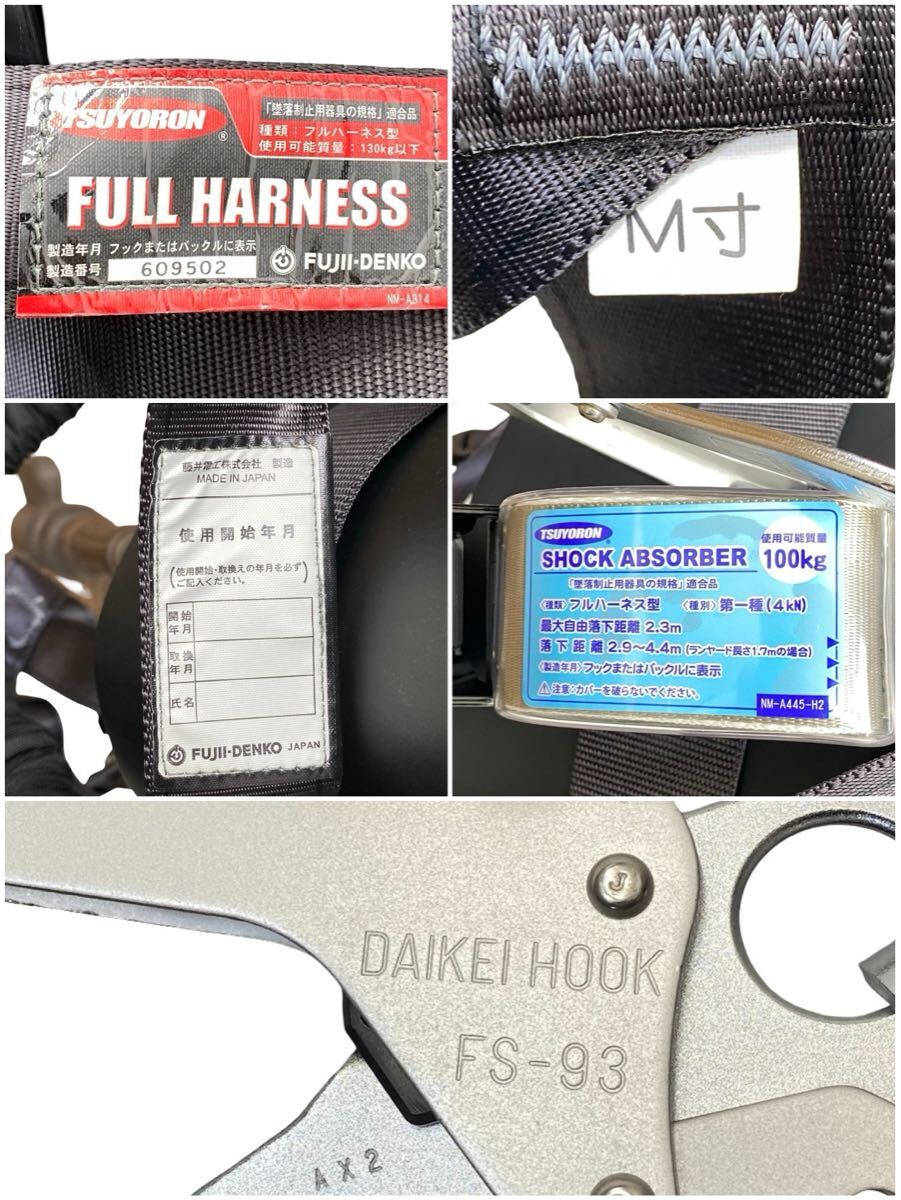 TSUYORON
®
「墜落制止用器具の規格」適合品
種類：フルハーネス型
使用可能質量：130kg以下
FULL HARNESS
製造年月 フックまたはバックルに表示
製造番号 609502
FUJII-DENKO
NM-A314
M寸
藤井電工株式会社 製造
MADE IN JAPAN
使用開始年月
(使用開始・取換えの年月を必ず
ご記入ください。)
開始
年月
取換
年月
氏名
FUJII-DENKO JAPAN
TSUYORON®
SHOCK ABSORBER
使用可能質量
100kg
「墜落制止用器具の規格」適合品
〈種類〉フルハーネス型 〈種別〉第一種(4kN)
最大自由落下距離 2.3m
落下距離 2.9～4.4m (ランヤード長さ1.7mの場合)
〈製造年月〉フックまたはバックルに表示
⚠注意:カバーを破らないでください。
NM-A445-H2
J
DAIKEI HOOK
FS-93
AX2